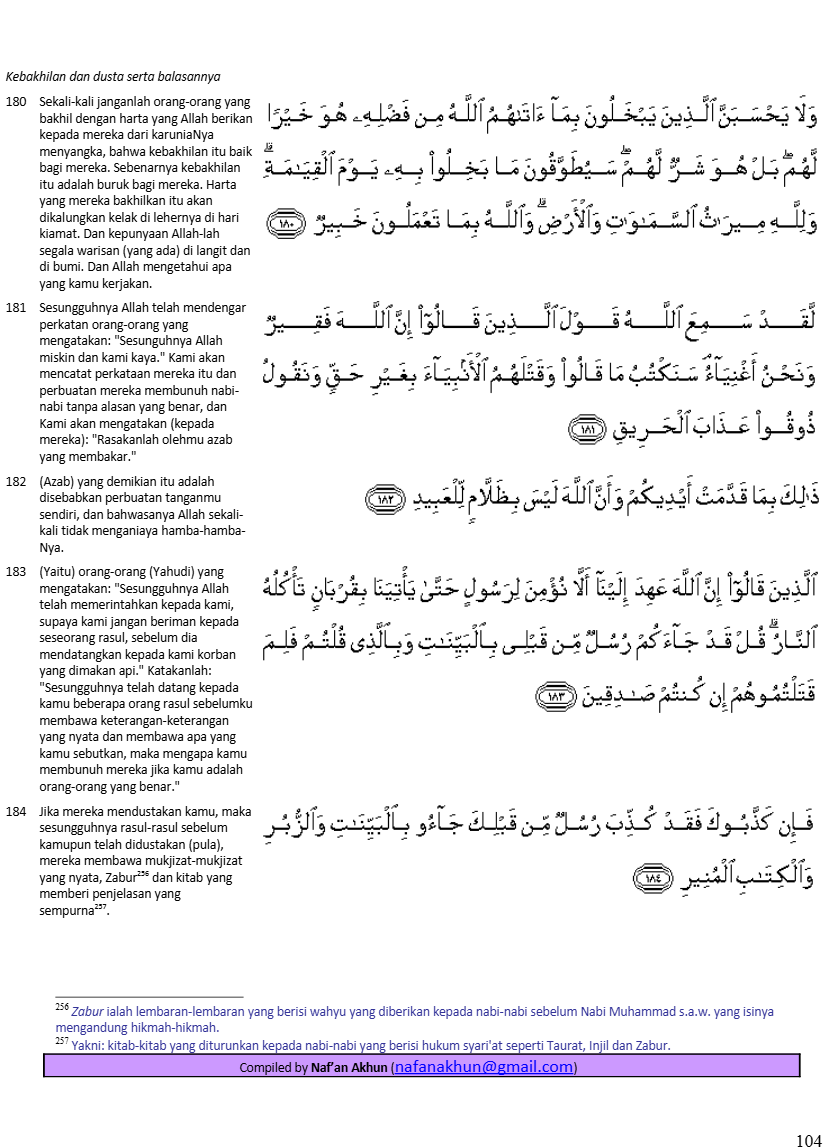 Kebakhilan dan dusta serta balasannya
180 Sekali-kali janganlah orang-orang yang
bakhil dengan harta yang Allah berikan
kepada mereka dari karuniaNya
menyangka, bahwa kebakhilan itu baik
bagi mereka. Sebenarnya kebakhilan
itu adalah buruk bagi mereka. Harta
yang mereka bakhilkan itu akan
dikalungkan kelak di lehernya di hari
kiamat. Dan kepunyaan Allah-lah
segala warisan (yang ada) di langit dan
di bumi. Dan Allah mengetahui apa
yang kamu kerjakan.
وَلَا يَحْسَبَنَّ ٱلَّذِينَ يَبْخَلُونَ بِمَآ ءَاتَىٰهُمُ ٱللَّهُ مِن فَضْلِهِۦ هُوَ خَيْرًا
لَّهُم ۖ بَلْ هُوَ شَرٌّ لَّهُمْ ۖ سَيُطَوَّقُونَ مَا بَخِلُوا۟ بِهِۦ يَوْمَ ٱلْقِيَـٰمَةِ ۗ
وَلِلَّهِ مِيرَٰثُ ٱلسَّمَـٰوَٰتِ وَٱلْأَرْضِ ۗ وَٱللَّهُ بِمَا تَعْمَلُونَ خَبِيرٌ ١٨٠
181 Sesungguhnya Allah telah mendengar
perkatan orang-orang yang
mengatakan: "Sesungguhnya Allah
miskin dan kami kaya." Kami akan
mencatat perkataan mereka itu dan
perbuatan mereka membunuh nabi-
nabi tanpa alasan yang benar, dan
Kami akan mengatakan (kepada
mereka): "Rasakanlah olehmu azab
yang membakar."
لَّقَدْ سَمِعَ ٱللَّهُ قَوْلَ ٱلَّذِينَ قَالُوٓا۟ إِنَّ ٱللَّهَ فَقِيرٌ
وَنَحْنُ أَغْنِيَآءُ ۘ سَنَكْتُبُ مَا قَالُوا۟ وَقَتْلَهُمُ ٱلْأَنۢبِيَآءَ بِغَيْرِ حَقٍّ وَنَقُولُ
ذُوقُوا۟ عَذَابَ ٱلْحَرِيقِ ١٨١
182 (Azab) yang demikian itu adalah
disebabkan perbuatan tanganmu
sendiri, dan bahwasanya Allah sekali-
kali tidak menganiaya hamba-hamba-
Nya.
ذَٰلِكَ بِمَا قَدَّمَتْ أَيْدِيكُمْ وَأَنَّ ٱللَّهَ لَيْسَ بِظَلَّامٍ لِّلْعَبِيدِ ١٨٢
183 (Yaitu) orang-orang (Yahudi) yang
mengatakan: "Sesungguhnya Allah
telah memerintahkan kepada kami,
supaya kami jangan beriman kepada
seseorang rasul, sebelum dia
mendatangkan kepada kami korban
yang dimakan api." Katakanlah:
"Sesungguhnya telah datang kepada
kamu beberapa orang rasul sebelumku
membawa keterangan-keterangan
yang nyata dan membawa apa yang
kamu sebutkan, maka mengapa kamu
membunuh mereka jika kamu adalah
orang-orang yang benar."
ٱلَّذِينَ قَالُوٓا۟ إِنَّ ٱللَّهَ عَهِدَ إِلَيْنَآ أَلَّا نُؤْمِنَ لِرَسُولٍ حَتَّىٰ يَأْتِيَنَا بِقُرْبَانٍ تَأْكُلُهُ
ٱلنَّارُ ۗ قُلْ قَدْ جَآءَكُمْ رُسُلٌ مِّن قَبْلِى بِٱلْبَيِّنَـٰتِ وَبِٱلَّذِى قُلْتُمْ فَلِمَ
قَتَلْتُمُوهُمْ إِن كُنتُمْ صَـٰدِقِينَ ١٨٣
184 Jika mereka mendustakan kamu, maka
sesungguhnya rasul-rasul sebelum
kamupun telah didustakan (pula),
mereka membawa mukjizat-mukjizat
yang nyata, Zabur²⁵⁶ dan kitab yang
memberi penjelasan yang
sempurna²⁵⁷.
فَإِن كَذَّبُوكَ فَقَدْ كُذِّبَ رُسُلٌ مِّن قَبْلِكَ جَآءُو بِٱلْبَيِّنَـٰتِ وَٱلزُّبُرِ
وَٱلْكِتَـٰبِ ٱلْمُنِيرِ ١٨٤
²⁵⁶ Zabur ialah lembaran-lembaran yang berisi wahyu yang diberikan kepada nabi-nabi sebelum Nabi Muhammad s.a.w. yang isinya
mengandung hikmah-hikmah.
²⁵⁷ Yakni: kitab-kitab yang diturunkan kepada nabi-nabi yang berisi hukum syari'at seperti Taurat, Injil dan Zabur.
Compiled by Naf’an Akhun (nafanakhun@gmail.com)
104